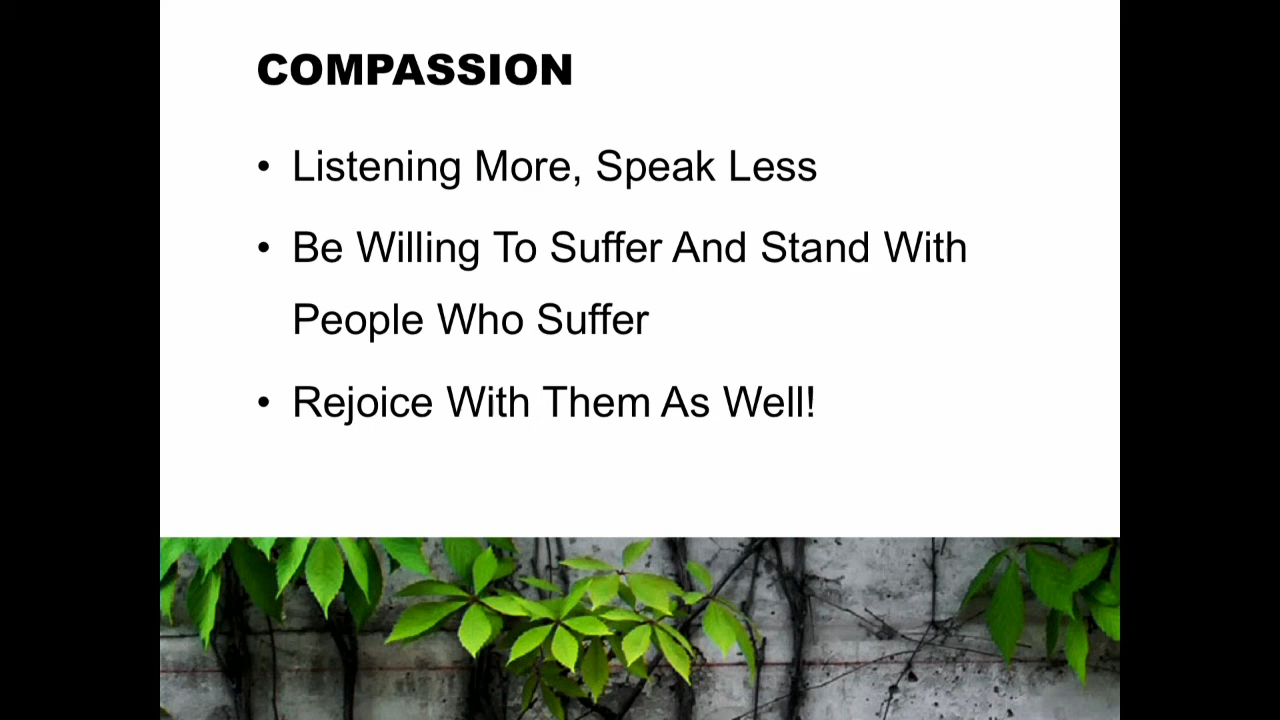 COMPASSION
• Listening More, Speak Less
• Be Willing To Suffer And Stand With
People Who Suffer
• Rejoice With Them As Well!